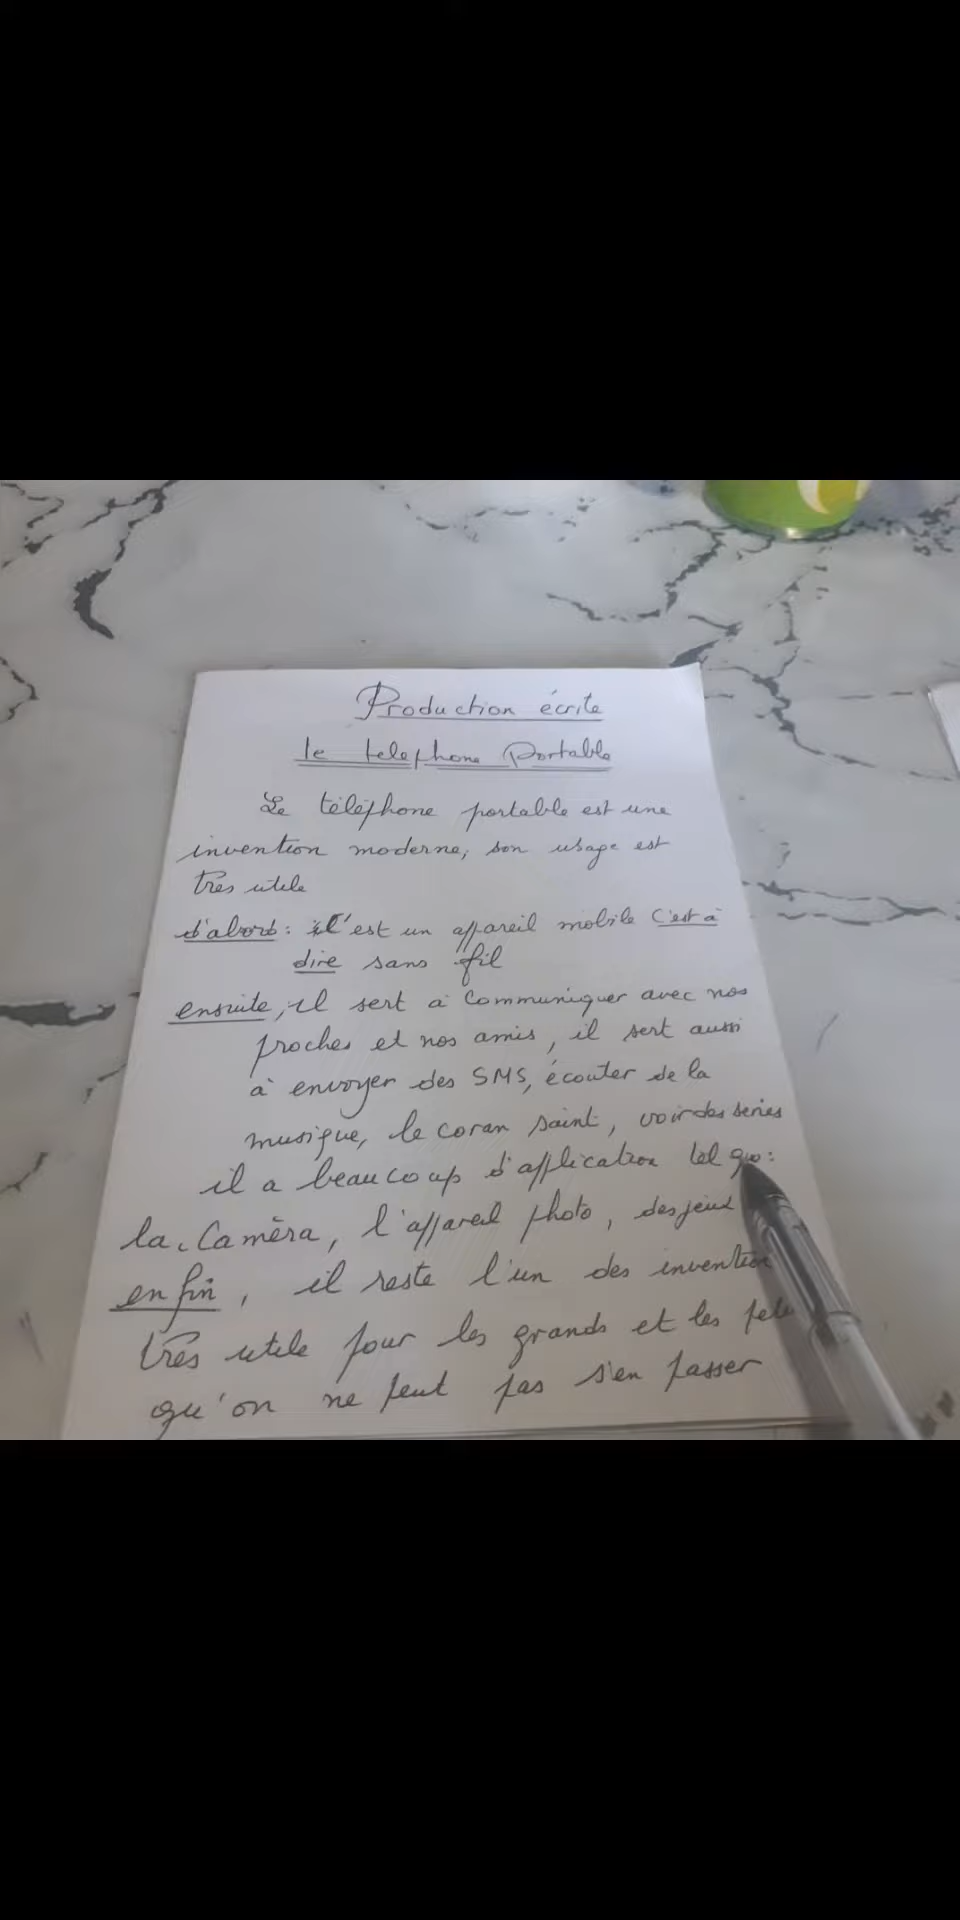 Production écrite
le telephone portable
Le téléphone portable est une
invention moderne, son usage est
très utile
d'abord : c'est un appareil mobile c'est à
dire sans fil
ensuite, il sert à communiquer avec nos
proches et nos amis, il sert aussi
à envoyer des SMS, écouter de la
musique, le coran saint, voir des series
il a beaucoup d'application tel que :
la caméra, l'appareil photo, des jeux
enfin, il reste l'un des invention
très utile pour les grands et les
qu'on ne peut pas s'en passer